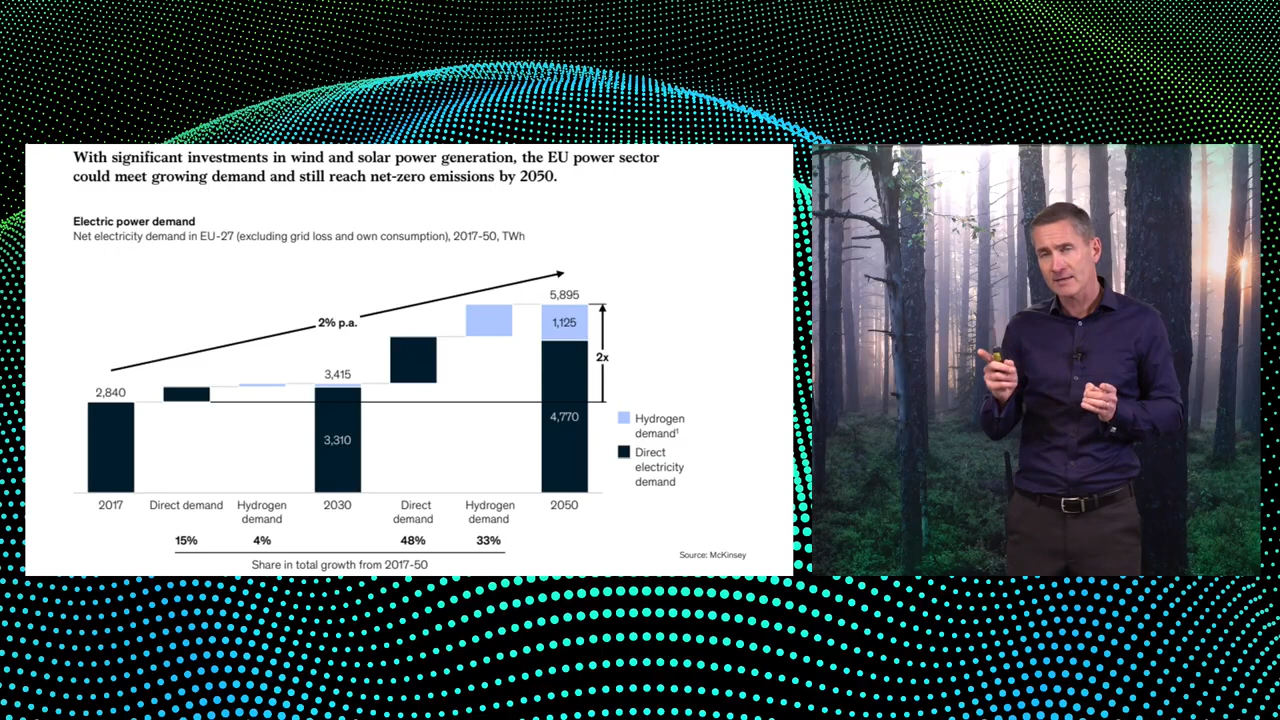 With significant investments in wind and solar power generation, the EU power sector
could meet growing demand and still reach net-zero emissions by 2050.
Electric power demand
Net electricity demand in EU-27 (excluding grid loss and own consumption), 2017-50, TWh
5,895
2% p.a.
1,125
2x
3,415
2,840
4,770
Hydrogen
demand¹
3,310
Direct
electricity
demand
2017
Direct demand
Hydrogen
demand
2030
Direct
demand
Hydrogen
demand
2050
15%
4%
48%
33%
Share in total growth from 2017-50
Source: McKinsey